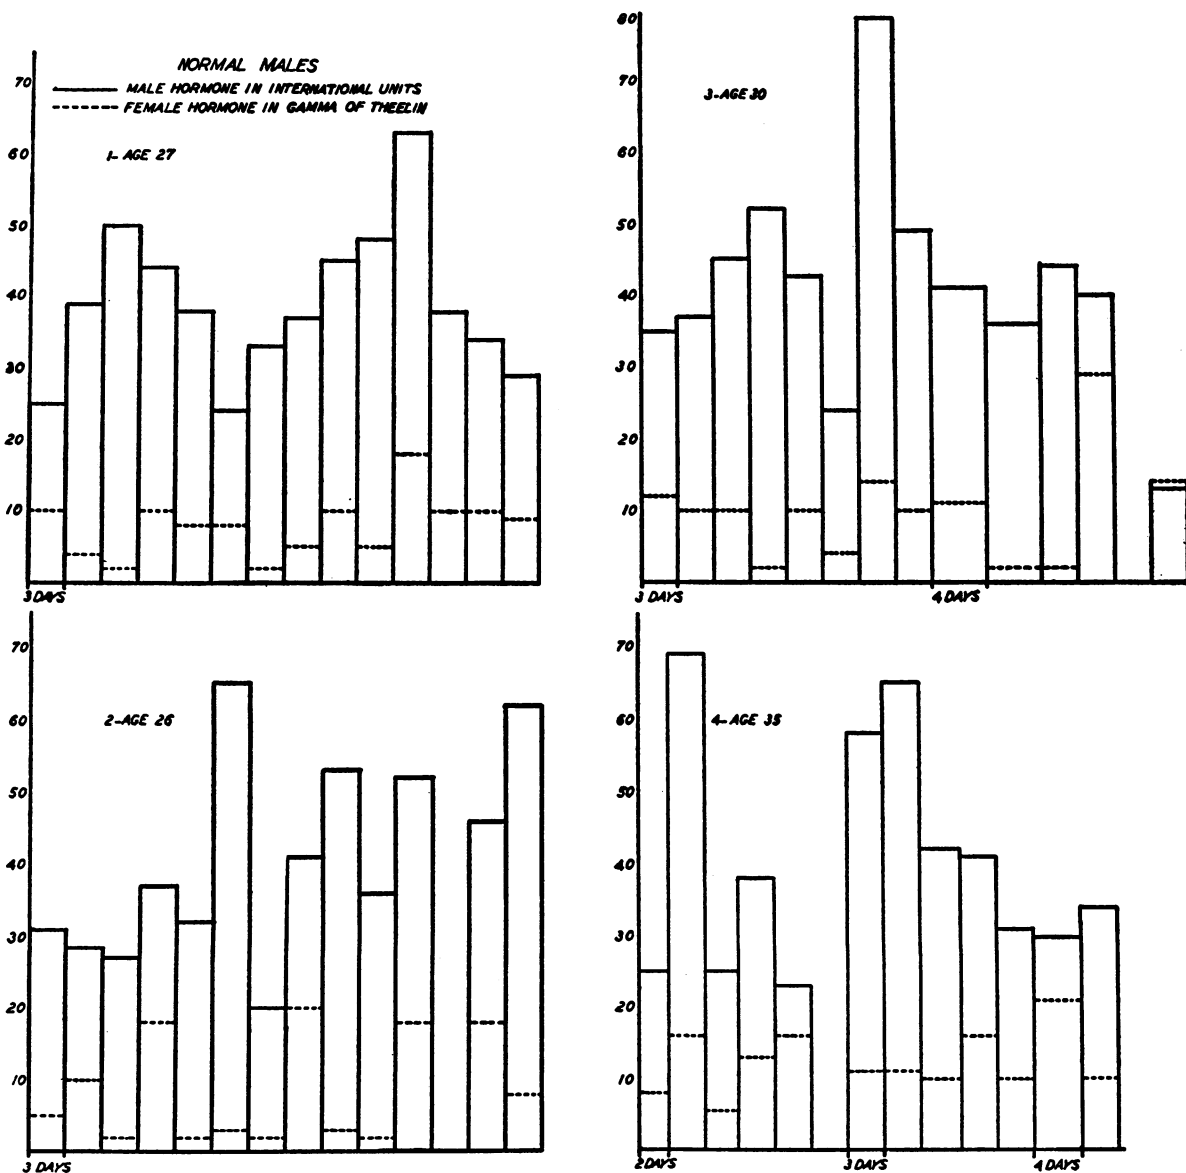 NORMAL MALES
MALE HORMONE IN INTERNATIONAL UNITS
FEMALE HORMONE IN GAMMA OF THEELIN
1- AGE 27
70
60
50
40
30
20
10
3 DAYS
3-AGE 30
80
70
60
50
40
30
20
10
3 DAYS
4 DAYS
2-AGE 26
70
60
50
40
30
20
10
3 DAYS
4-AGE 35
70
60
50
40
30
20
10
2 DAYS
3 DAYS
4 DAYS